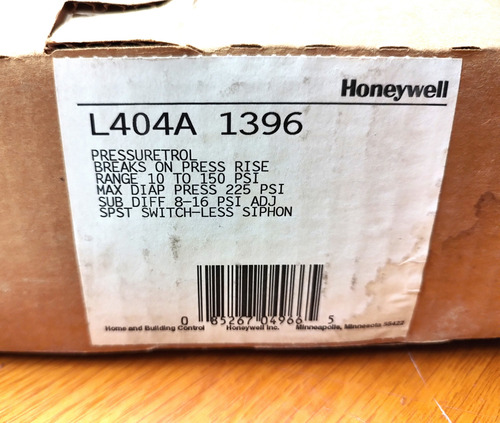 Honeywell
L404A 1396
PRESSURETROL
BREAKS ON PRESS RISE
RANGE 10 TO 150 PSI
MAX DIAP PRESS 225 PSI
SUB DIFF 8-16 PSI ADJ
SPST SWITCH-LESS SIPHON
0 85267 04966 5
Home and Building Control Honeywell Inc. Minneapolis, Minnesota 55422